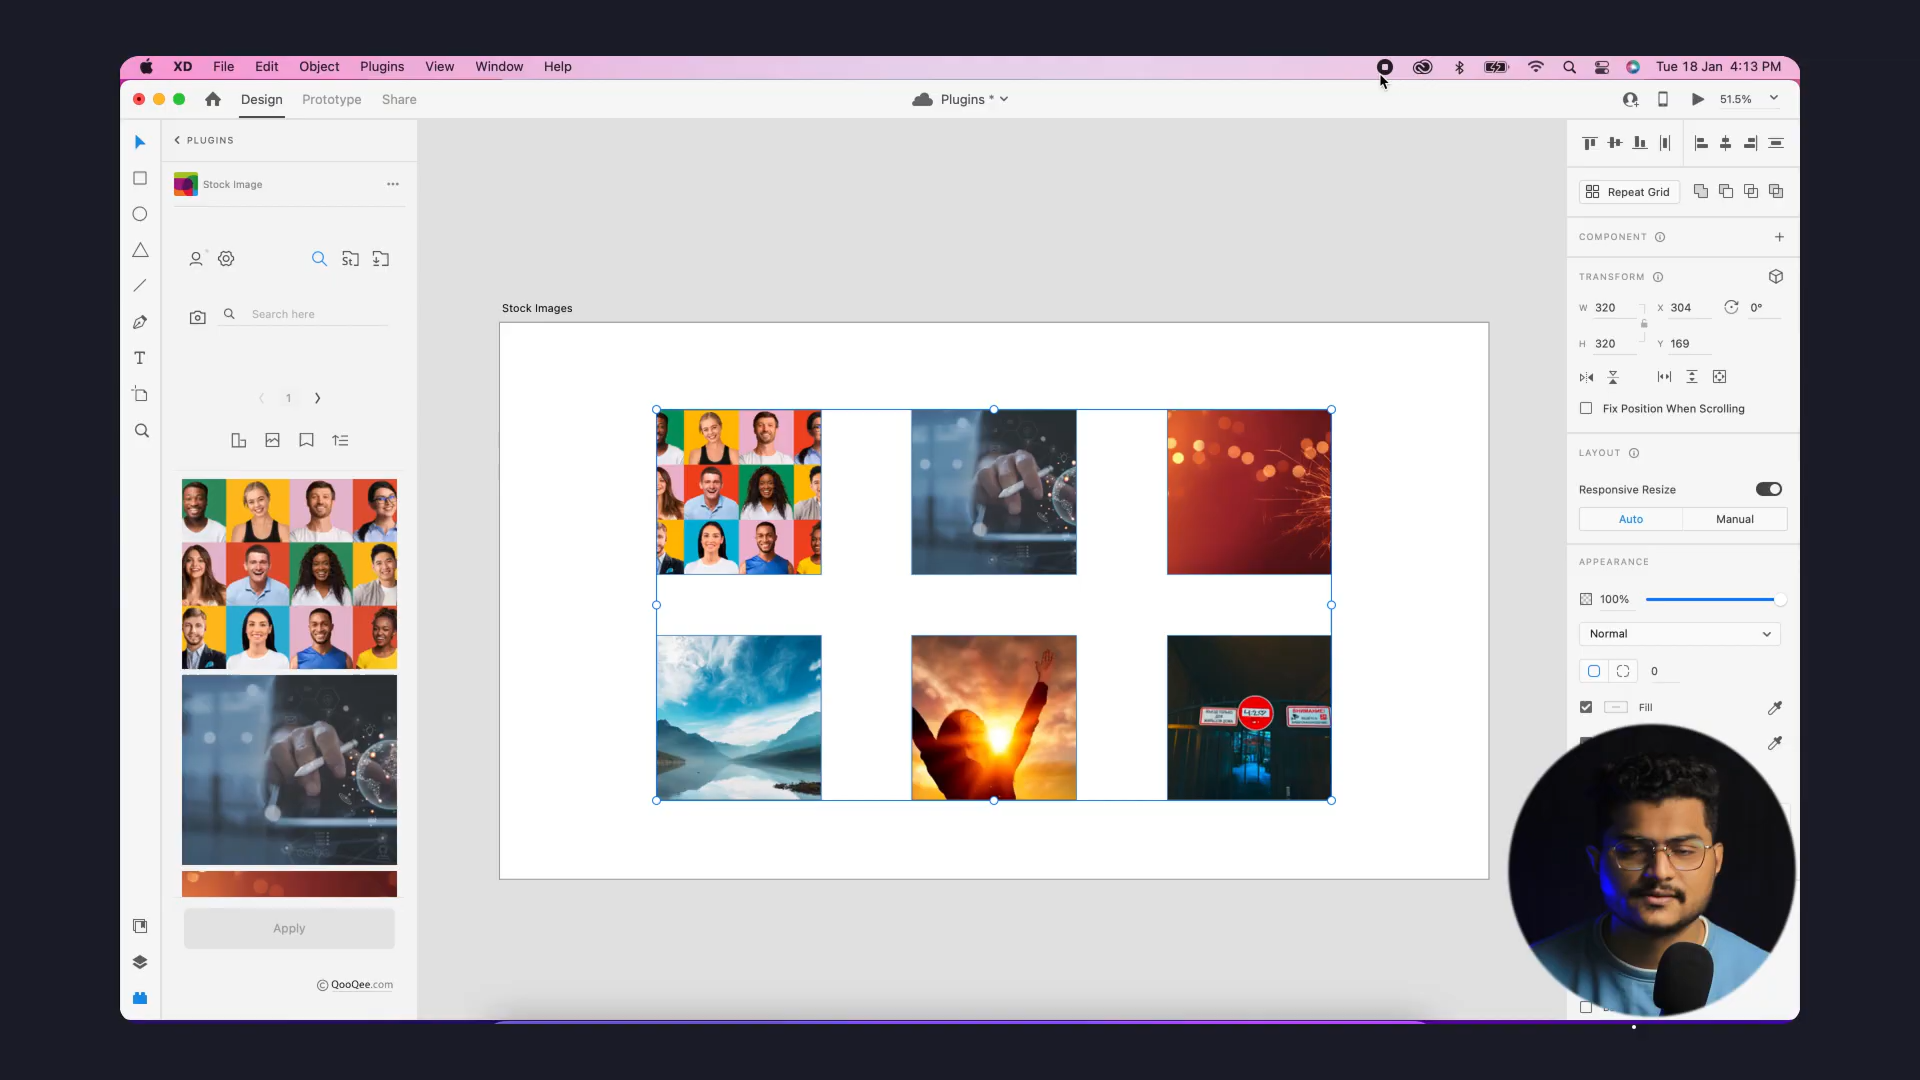 XD File Edit Object Plugins View Window Help
Tue 18 Jan 4:13 PM
Design Prototype Share
Plugins *
51.5%
PLUGINS
Stock Image
St
Search here
1
Apply
© QooQee.com
Stock Images
Repeat Grid
COMPONENT
TRANSFORM
W 320 X 304 0°
H 320 Y 169
Fix Position When Scrolling
LAYOUT
Responsive Resize
Auto Manual
APPEARANCE
100%
Normal
0
Fill